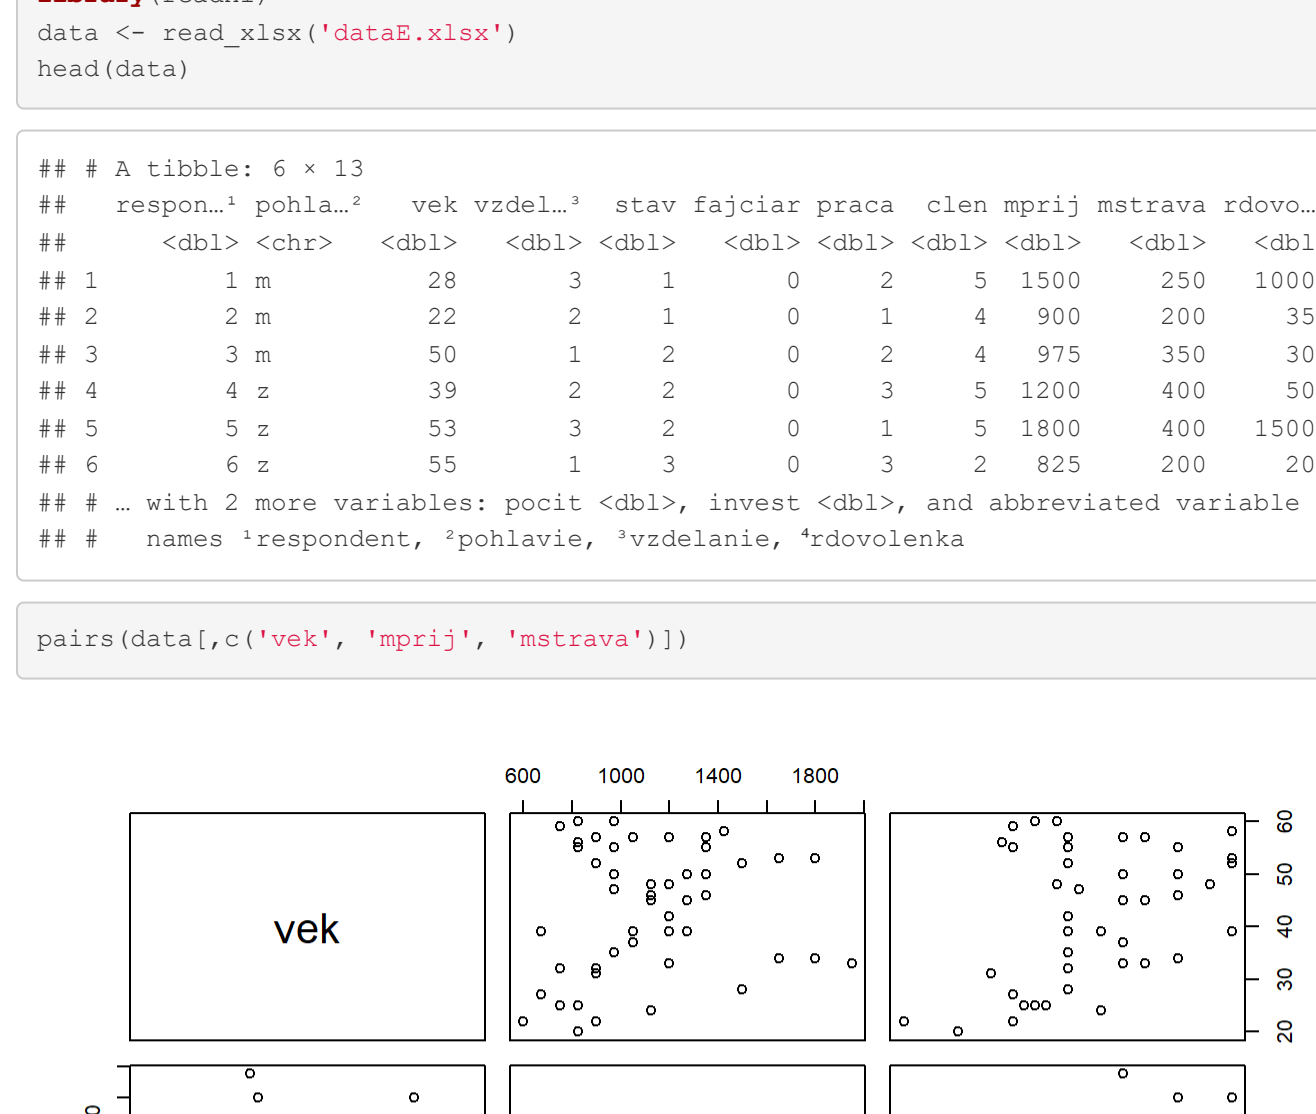 data <- read_xlsx('dataE.xlsx')
head(data)
## # A tibble: 6 × 13
##   respon…¹ pohla…²   vek vzdel…³  stav fajciar praca  clen mprij mstrava rdovo…
##      <dbl> <chr>   <dbl>   <dbl> <dbl>   <dbl> <dbl> <dbl> <dbl>   <dbl>   <dbl
## 1        1 m          28       3     1       0     2     5  1500     250   1000
## 2        2 m          22       2     1       0     1     4   900     200     35
## 3        3 m          50       1     2       0     2     4   975     350     30
## 4        4 z          39       2     2       0     3     5  1200     400     50
## 5        5 z          53       3     2       0     1     5  1800     400   1500
## 6        6 z          55       1     3       0     3     2   825     200     20
## # … with 2 more variables: pocit <dbl>, invest <dbl>, and abbreviated variable
## #   names ¹respondent, ²pohlavie, ³vzdelanie, ⁴rdovolenka
pairs(data[,c('vek', 'mprij', 'mstrava')])
600 1000 1400 1800
vek
60
50
40
30
20